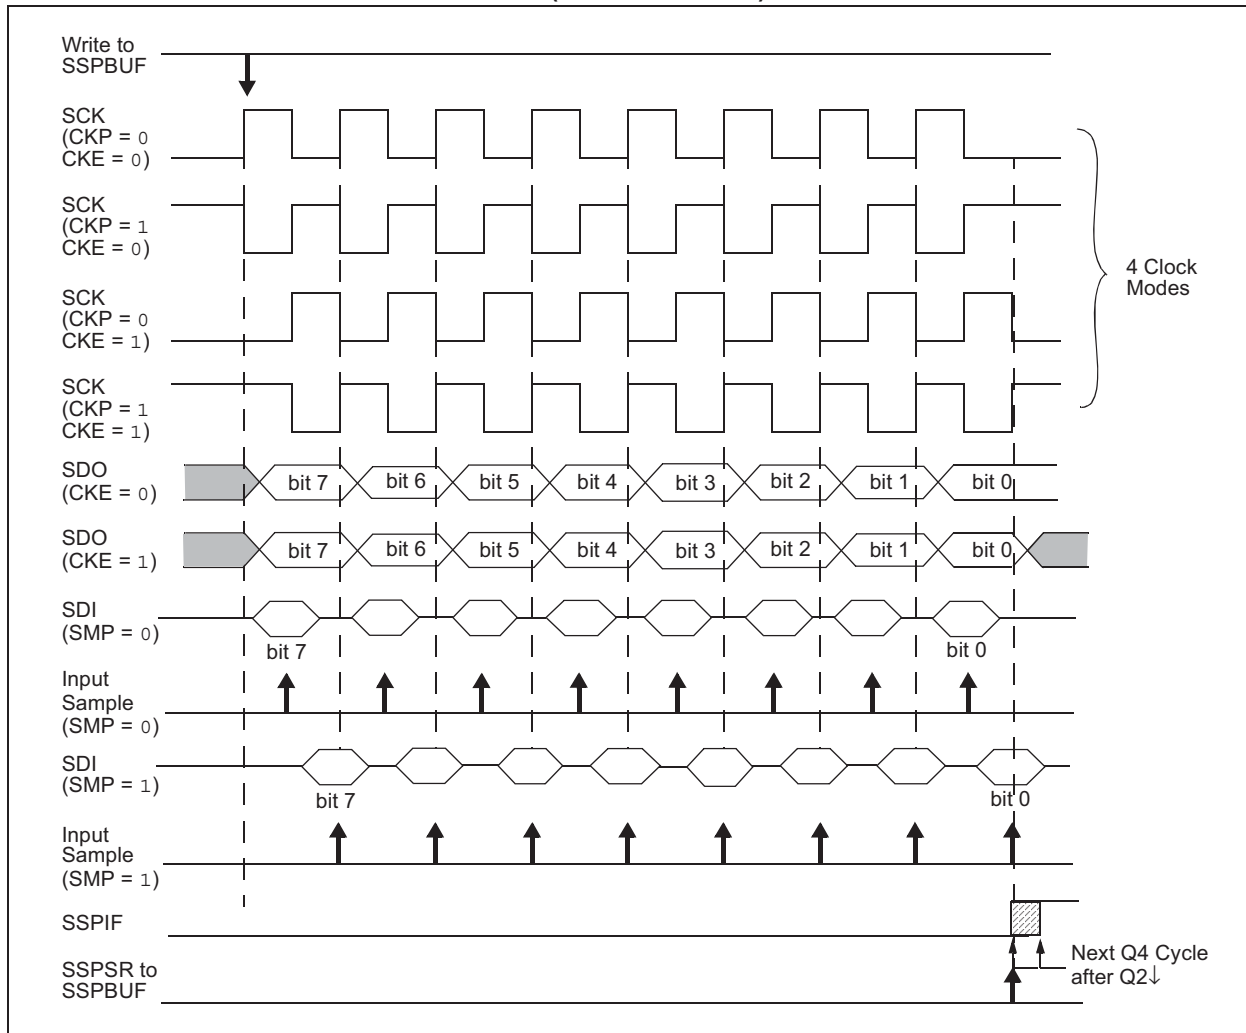 Write to
SSPBUF
SCK
(CKP = 0
CKE = 0)
SCK
(CKP = 1
CKE = 0)
4 Clock
Modes
SCK
(CKP = 0
CKE = 1)
SCK
(CKP = 1
CKE = 1)
SDO
(CKE = 0)
bit 7 bit 6 bit 5 bit 4 bit 3 bit 2 bit 1 bit 0
SDO
(CKE = 1)
bit 7 bit 6 bit 5 bit 4 bit 3 bit 2 bit 1 bit 0
SDI
(SMP = 0)
bit 7 bit 0
Input
Sample
(SMP = 0)
SDI
(SMP = 1)
bit 7 bit 0
Input
Sample
(SMP = 1)
SSPIF
Next Q4 Cycle
after Q2↓
SSPSR to
SSPBUF